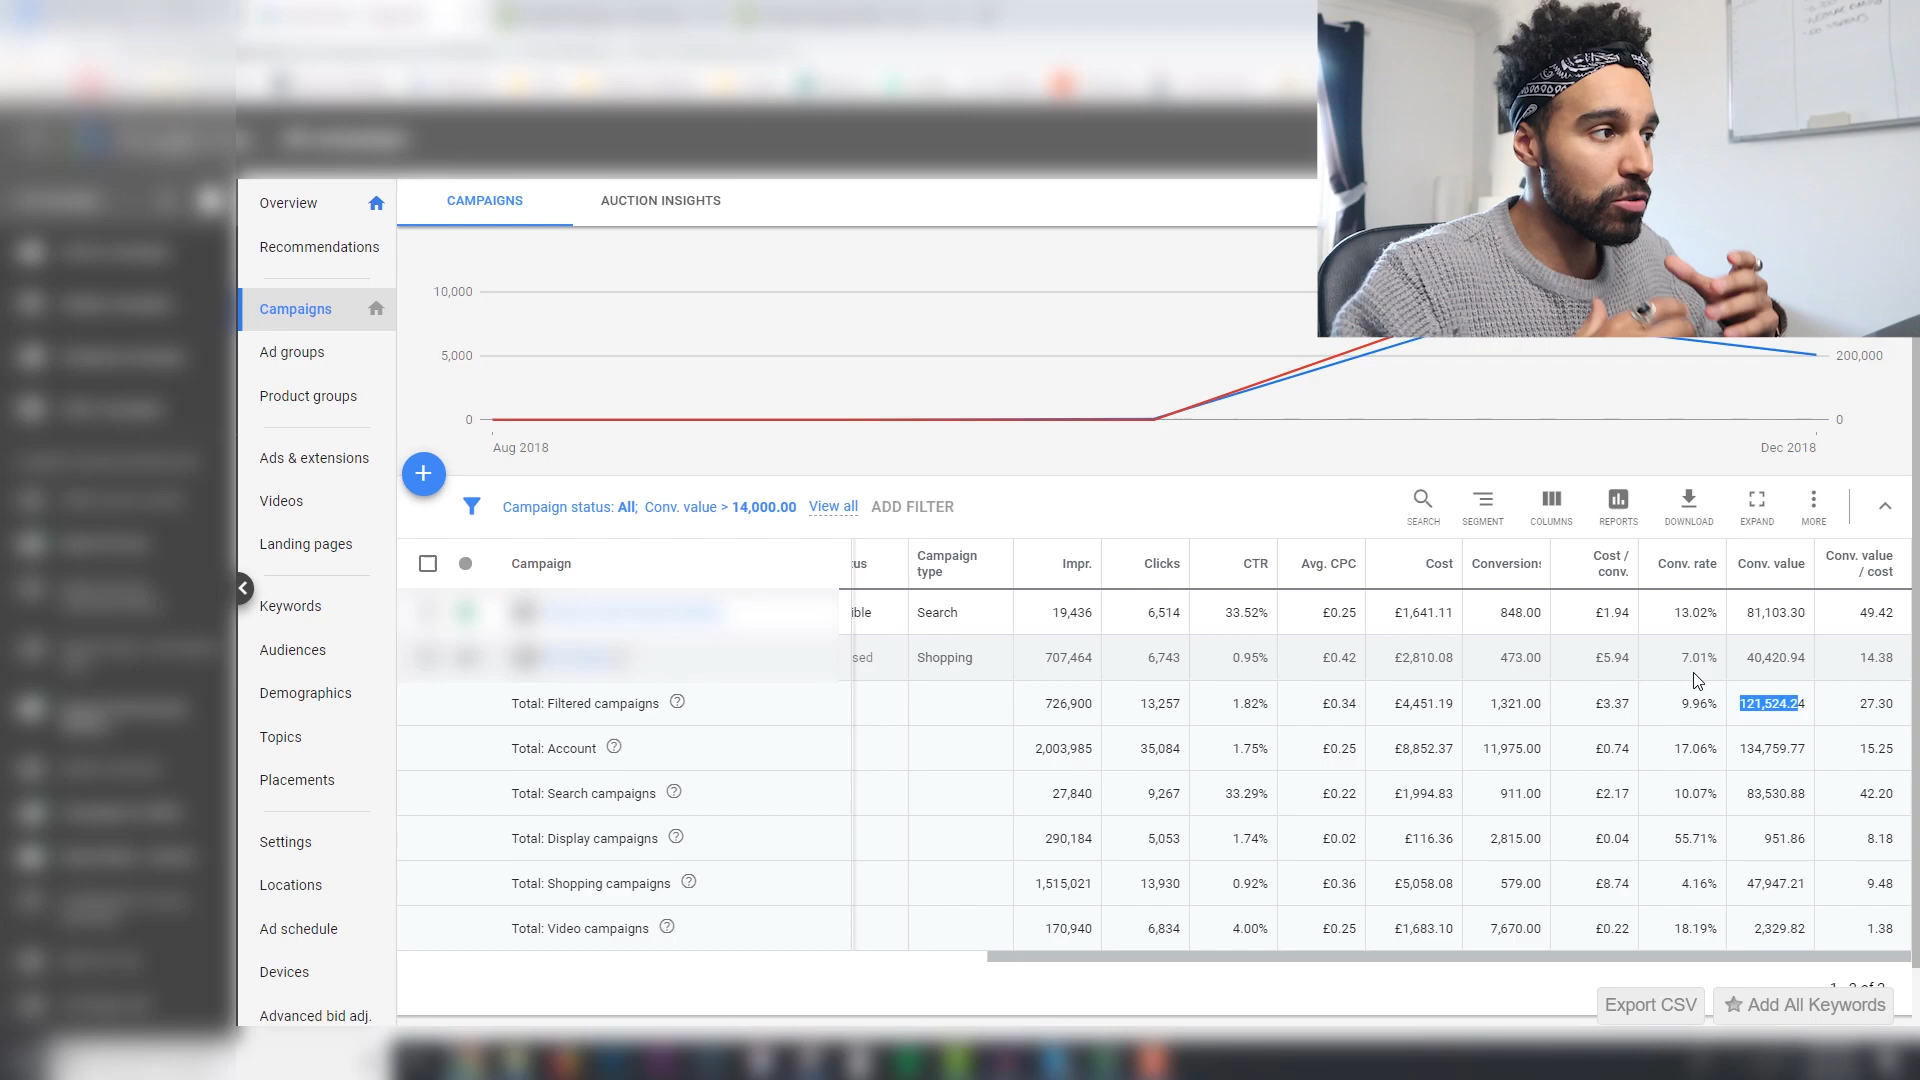 CAMPAIGNS AUCTION INSIGHTS
Overview
Recommendations
Campaigns
Ad groups
Product groups
Ads & extensions
Videos
Landing pages
Keywords
Audiences
Demographics
Topics
Placements
Settings
Locations
Ad schedule
Devices
Advanced bid adj.
10,000
5,000 200,000
0 0
Aug 2018 Dec 2018
Campaign status: All; Conv. value > 14,000.00 View all ADD FILTER
SEARCH SEGMENT COLUMNS REPORTS DOWNLOAD EXPAND MORE
Campaign tus Campaign type Impr. Clicks CTR Avg. CPC Cost Conversions Cost / conv. Conv. rate Conv. value Conv. value / cost
ible Search 19,436 6,514 33.52% £0.25 £1,641.11 848.00 £1.94 13.02% 81,103.30 49.42
sed Shopping 707,464 6,743 0.95% £0.42 £2,810.08 473.00 £5.94 7.01% 40,420.94 14.38
Total: Filtered campaigns 726,900 13,257 1.82% £0.34 £4,451.19 1,321.00 £3.37 9.96% 121,524.24 27.30
Total: Account 2,003,985 35,084 1.75% £0.25 £8,852.37 11,975.00 £0.74 17.06% 134,759.77 15.25
Total: Search campaigns 27,840 9,267 33.29% £0.22 £1,994.83 911.00 £2.17 10.07% 83,530.88 42.20
Total: Display campaigns 290,184 5,053 1.74% £0.02 £116.36 2,815.00 £0.04 55.71% 951.86 8.18
Total: Shopping campaigns 1,515,021 13,930 0.92% £0.36 £5,058.08 579.00 £8.74 4.16% 47,947.21 9.48
Total: Video campaigns 170,940 6,834 4.00% £0.25 £1,683.10 7,670.00 £0.22 18.19% 2,329.82 1.38
Export CSV Add All Keywords